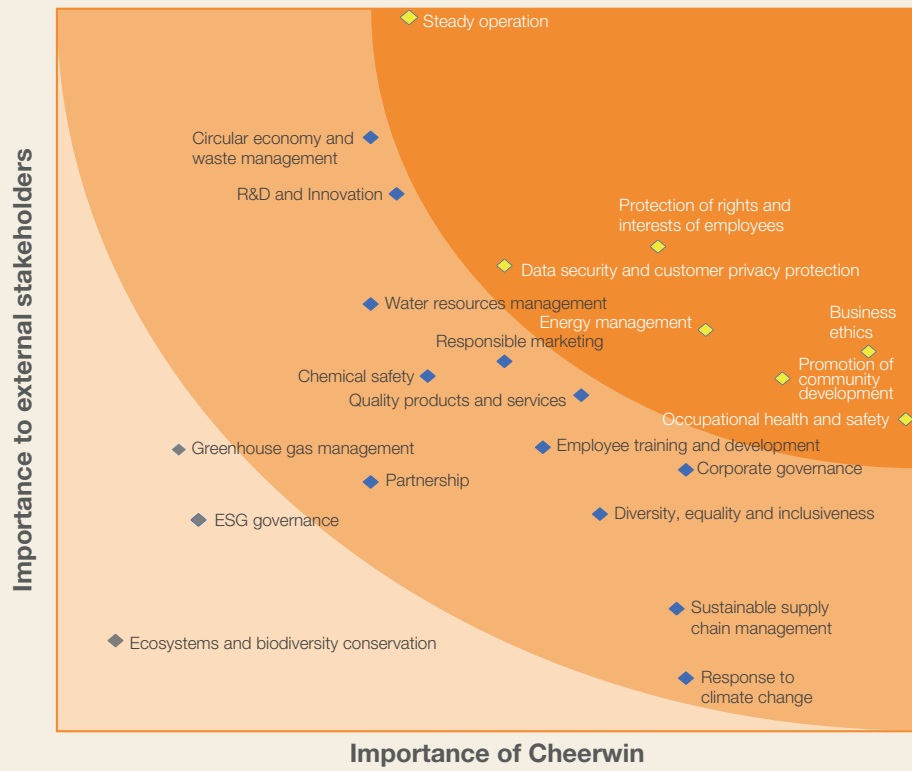 Importance to external stakeholders
Steady operation
Circular economy and
waste management
R&D and Innovation
Protection of rights and
interests of employees
Data security and customer privacy protection
Water resources management
Energy management
Business
ethics
Responsible marketing
Promotion of
community
development
Chemical safety
Quality products and services
Occupational health and safety
Greenhouse gas management
Employee training and development
Corporate governance
Partnership
ESG governance
Diversity, equality and inclusiveness
Sustainable supply
chain management
Ecosystems and biodiversity conservation
Response to
climate change
Importance of Cheerwin